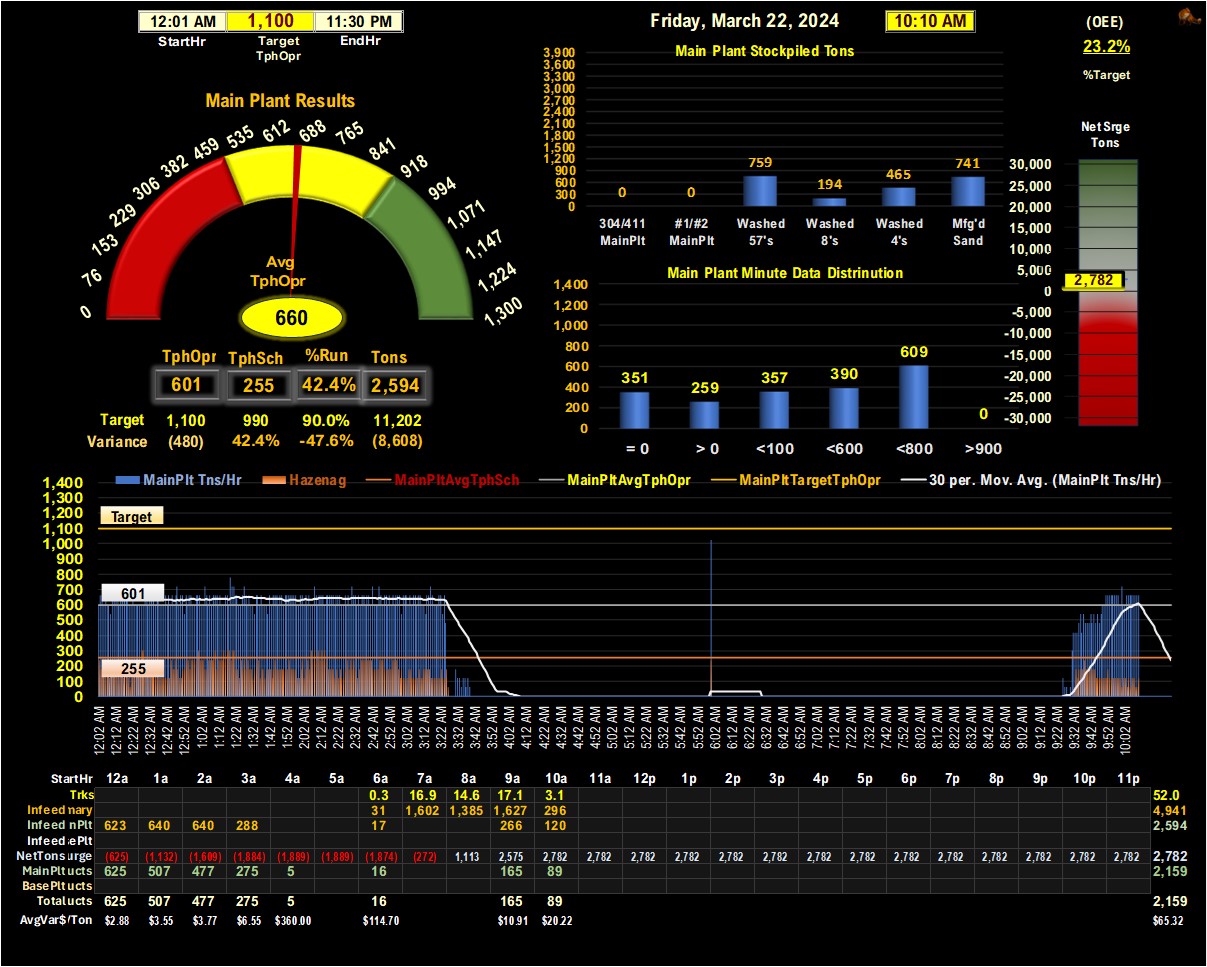 12:01 AM 1,100 11:30 PM
StartHr Target TphOpr EndHr
Friday, March 22, 2024 10:10 AM
(OEE)
23.2%
%Target
Main Plant Results
0 76 153 229 306 382 459 535 612 688 765 841 918 994 1,071 1,147 1,224 1,300
Avg
TphOpr
660
TphOpr TphSch %Run Tons
601 255 42.4% 2,594
Target 1,100 990 90.0% 11,202
Variance (480) 42.4% -47.6% (8,608)
Main Plant Stockpiled Tons
3,900
3,600
3,300
3,000
2,700
2,400
2,100
1,800
1,500
1,200
900
600
300
0
0 0 759 194 465 741
304/411 #1/#2 Washed Washed Washed Mfg'd
MainPlt MainPlt 57's 8's 4's Sand
Main Plant Minute Data Distrinution
1,400
1,200
1,000
800
600
400
200
0
351 259 357 390 609 0
= 0 > 0 <100 <600 <800 >900
Net Srge
Tons
30,000
25,000
20,000
15,000
10,000
5,000
2,782
0
-5,000
-10,000
-15,000
-20,000
-25,000
-30,000
MainPlt Tns/Hr Hazenag MainPltAvgTphSch MainPltAvgTphOpr MainPltTargetTphOpr 30 per. Mov. Avg. (MainPlt Tns/Hr)
1,400
1,300
1,200
1,100
1,000
900
800
700
600
500
400
300
200
100
0
Target
601
255
12:02 AM 12:12 AM 12:22 AM 12:32 AM 12:42 AM 12:52 AM 1:02 AM 1:12 AM 1:22 AM 1:32 AM 1:42 AM 1:52 AM 2:02 AM 2:12 AM 2:22 AM 2:32 AM 2:42 AM 2:52 AM 3:02 AM 3:12 AM 3:22 AM 3:32 AM 3:42 AM 3:52 AM 4:02 AM 4:12 AM 4:22 AM 4:32 AM 4:42 AM 4:52 AM 5:02 AM 5:12 AM 5:22 AM 5:32 AM 5:42 AM 5:52 AM 6:02 AM 6:12 AM 6:22 AM 6:32 AM 6:42 AM 6:52 AM 7:02 AM 7:12 AM 7:22 AM 7:32 AM 7:42 AM 7:52 AM 8:02 AM 8:12 AM 8:22 AM 8:32 AM 8:42 AM 8:52 AM 9:02 AM 9:12 AM 9:22 AM 9:32 AM 9:42 AM 9:52 AM 10:02 AM
StartHr 12a 1a 2a 3a 4a 5a 6a 7a 8a 9a 10a 11a 12p 1p 2p 3p 4p 5p 6p 7p 8p 9p 10p 11p
Trks 0.3 16.9 14.6 17.1 3.1 52.0
Infeed nary 31 1,602 1,385 1,627 296 4,941
Infeed nPlt 623 640 640 288 17 266 120 2,594
Infeed ePlt
NetTons urge (625) (1,132) (1,609) (1,884) (1,889) (1,889) (1,874) (272) 1,113 2,575 2,782 2,782 2,782 2,782 2,782 2,782 2,782 2,782 2,782 2,782 2,782 2,782 2,782 2,782 2,782
MainPlt ucts 625 507 477 275 5 16 165 89 2,159
BasePlt ucts
Total ucts 625 507 477 275 5 16 165 89 2,159
AvgVar$/Ton $2.88 $3.55 $3.77 $6.55 $360.00 $114.70 $10.91 $20.22 $65.32